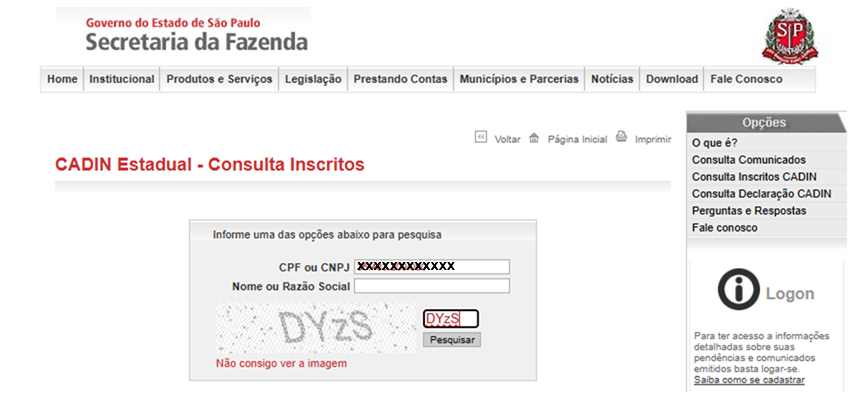 Governo do Estado de São Paulo
Secretaria da Fazenda
SP
Home Institucional Produtos e Serviços Legislação Prestando Contas Municípios e Parcerias Notícias Download Fale Conosco
Voltar Página Inicial Imprimir
CADIN Estadual - Consulta Inscritos
Informe uma das opções abaixo para pesquisa
CPF ou CNPJ XXXXXXXXXXXX
Nome ou Razão Social
DYzS DYzS
Pesquisar
Não consigo ver a imagem
Opções
O que é?
Consulta Comunicados
Consulta Inscritos CADIN
Consulta Declaração CADIN
Perguntas e Respostas
Fale conosco
Logon
Para ter acesso a informações
detalhadas sobre suas
pendências e comunicados
emitidos basta logar-se.
Saiba como se cadastrar